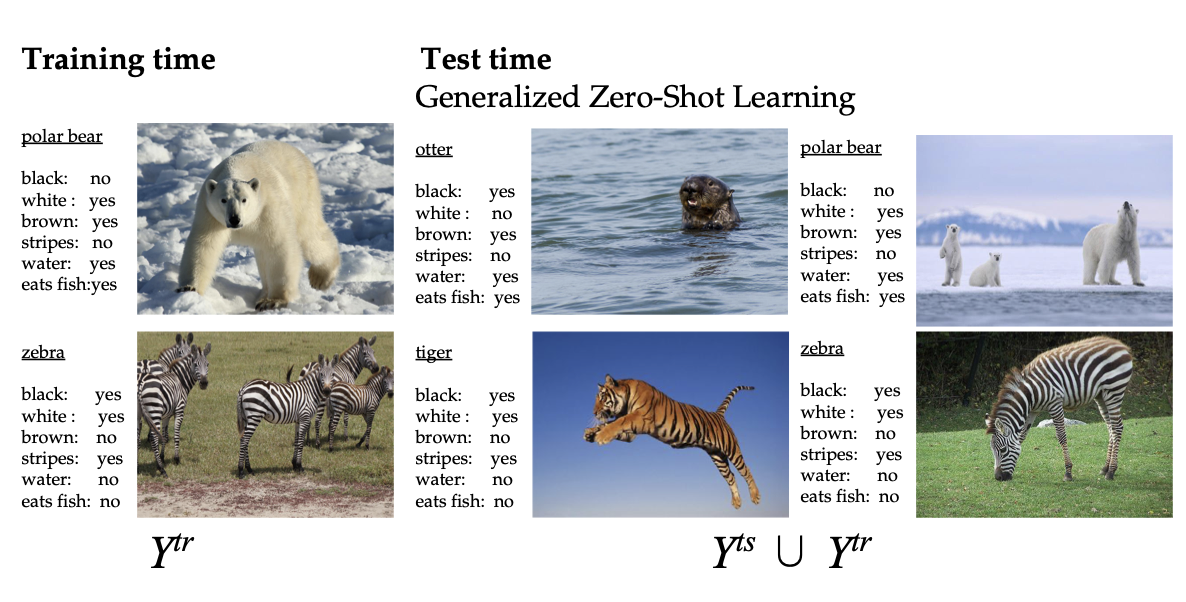 Training time
polar bear
black: no
white : yes
brown: yes
stripes: no
water: yes
eats fish:yes
zebra
black: yes
white : yes
brown: no
stripes: yes
water: no
eats fish: no
Y^tr
Test time
Generalized Zero-Shot Learning
otter
black: yes
white : no
brown: yes
stripes: no
water: yes
eats fish: yes
polar bear
black: no
white : yes
brown: yes
stripes: no
water: yes
eats fish: yes
tiger
black: yes
white : yes
brown: no
stripes: yes
water: no
eats fish: no
zebra
black: yes
white : yes
brown: no
stripes: yes
water: no
eats fish: no
Y^ts ∪ Y^tr